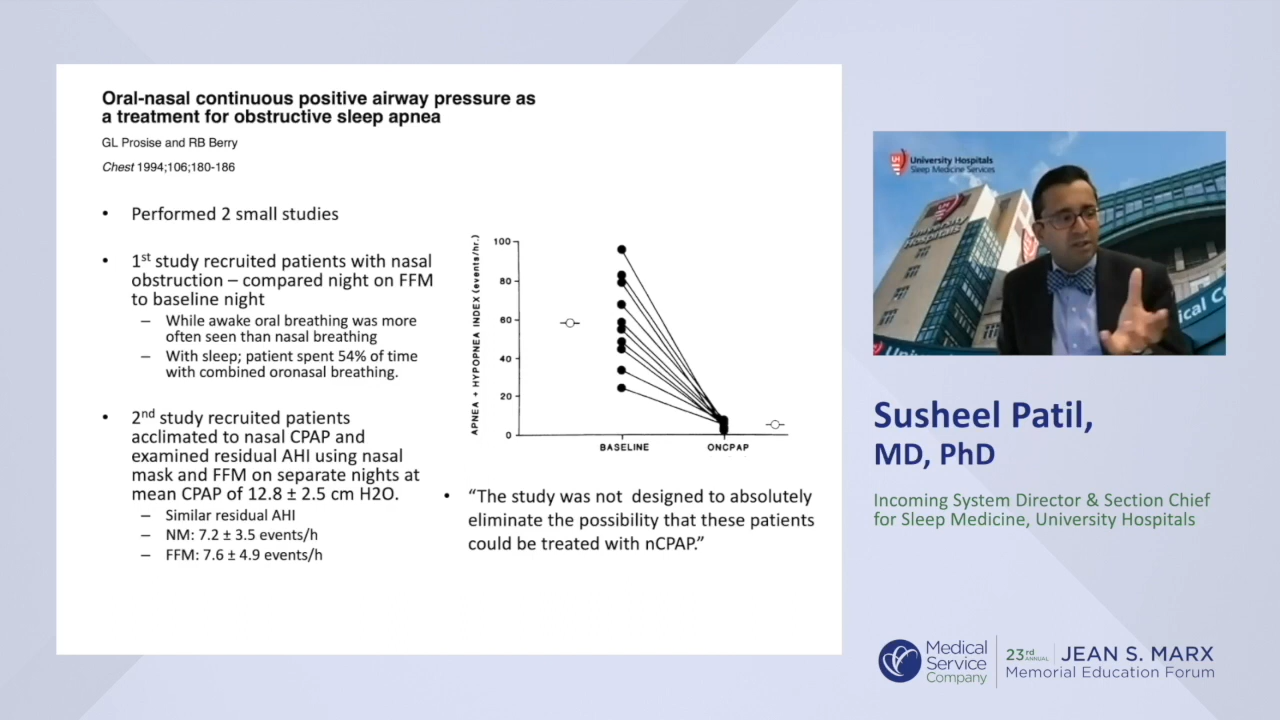 Oral-nasal continuous positive airway pressure as
a treatment for obstructive sleep apnea
GL Prosise and RB Berry
Chest 1994;106;180-186
• Performed 2 small studies
• 1st study recruited patients with nasal
obstruction – compared night on FFM
to baseline night
– While awake oral breathing was more
often seen than nasal breathing
– With sleep; patient spent 54% of time
with combined oronasal breathing.
• 2nd study recruited patients
acclimated to nasal CPAP and
examined residual AHI using nasal
mask and FFM on separate nights at
mean CPAP of 12.8 ± 2.5 cm H2O.
– Similar residual AHI
– NM: 7.2 ± 3.5 events/h
– FFM: 7.6 ± 4.9 events/h
APNEA + HYPOPNEA INDEX (events/hr.)
100
80
60
40
20
0
BASELINE
ONCPAP
• “The study was not designed to absolutely
eliminate the possibility that these patients
could be treated with nCPAP.”
UH
University Hospitals
Sleep Medicine Services
University
Hospitals
Susheel Patil,
MD, PhD
Incoming System Director & Section Chief
for Sleep Medicine, University Hospitals
Medical
Service
Company
23rd
ANNUAL
JEAN S. MARX
Memorial Education Forum